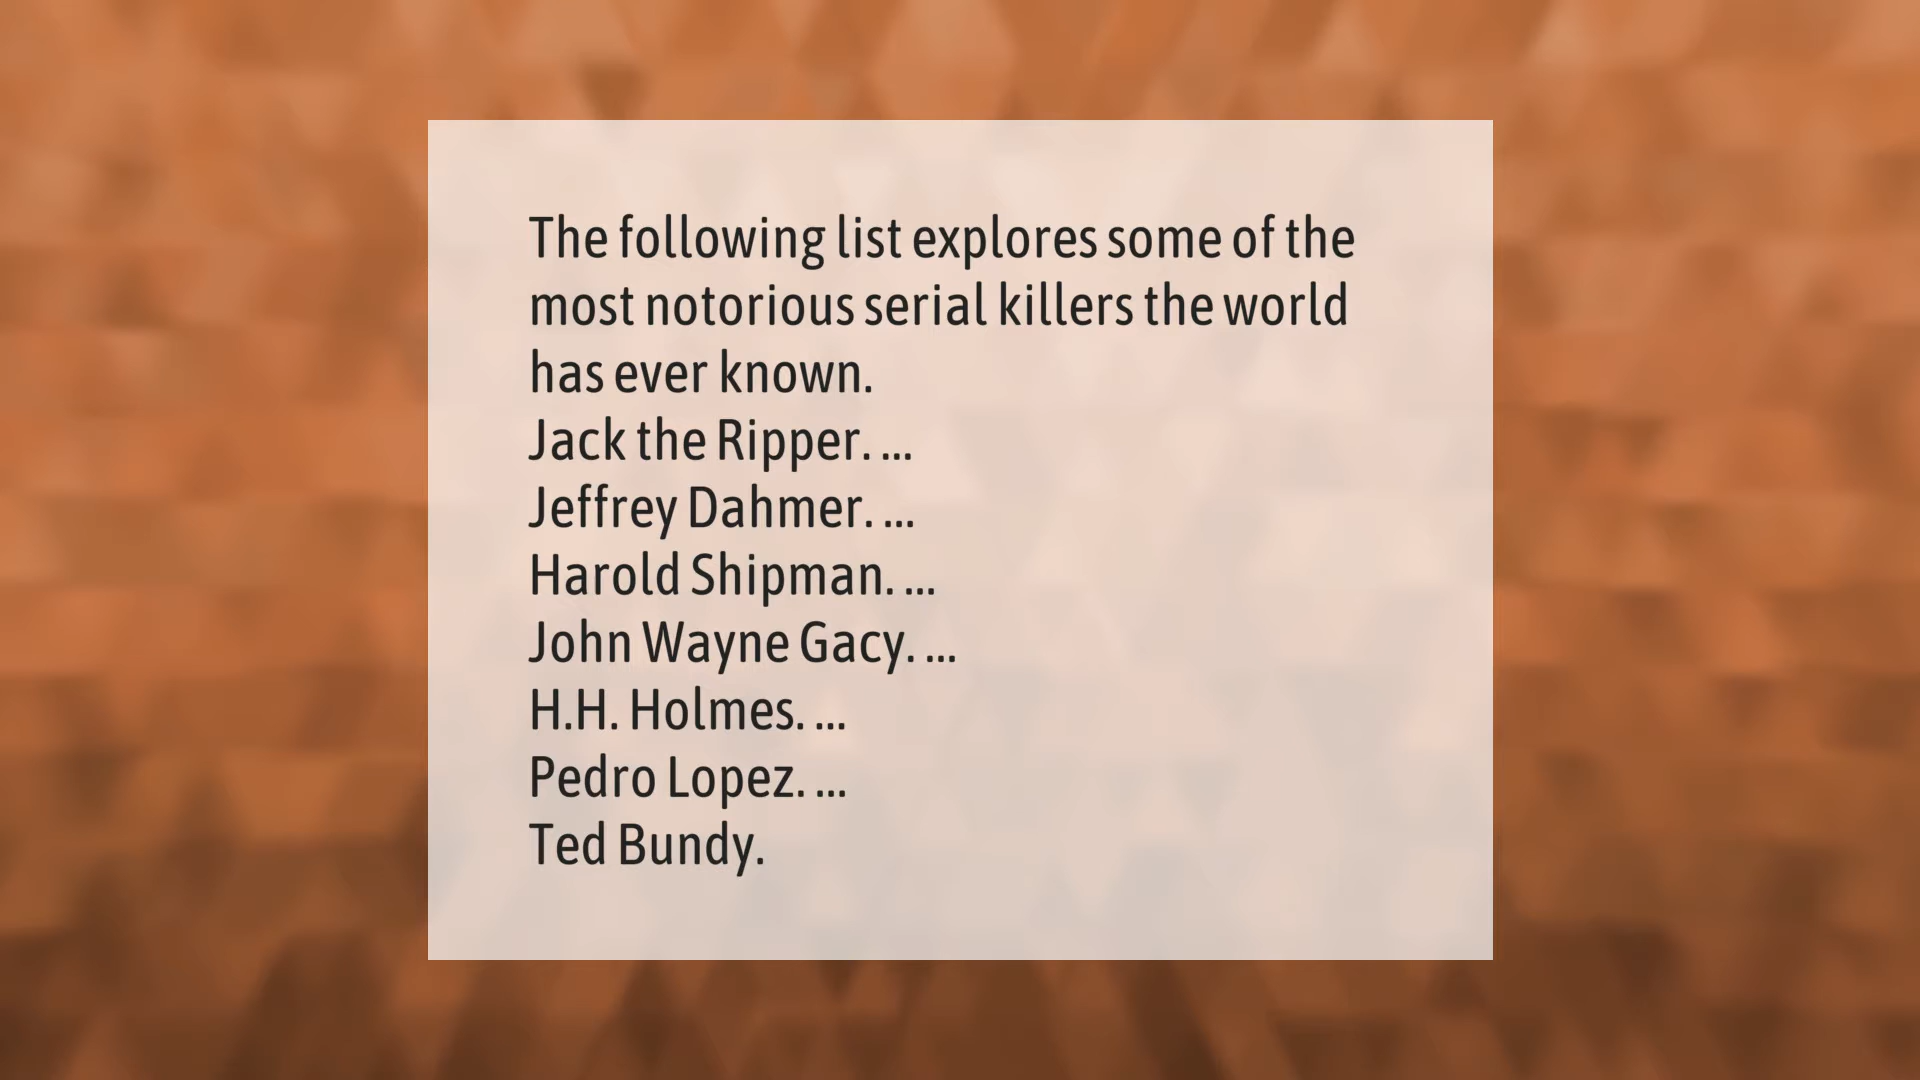 The following list explores some of the
most notorious serial killers the world
has ever known.
Jack the Ripper. ...
Jeffrey Dahmer. ...
Harold Shipman. ...
John Wayne Gacy. ...
H.H. Holmes. ...
Pedro Lopez. ...
Ted Bundy.